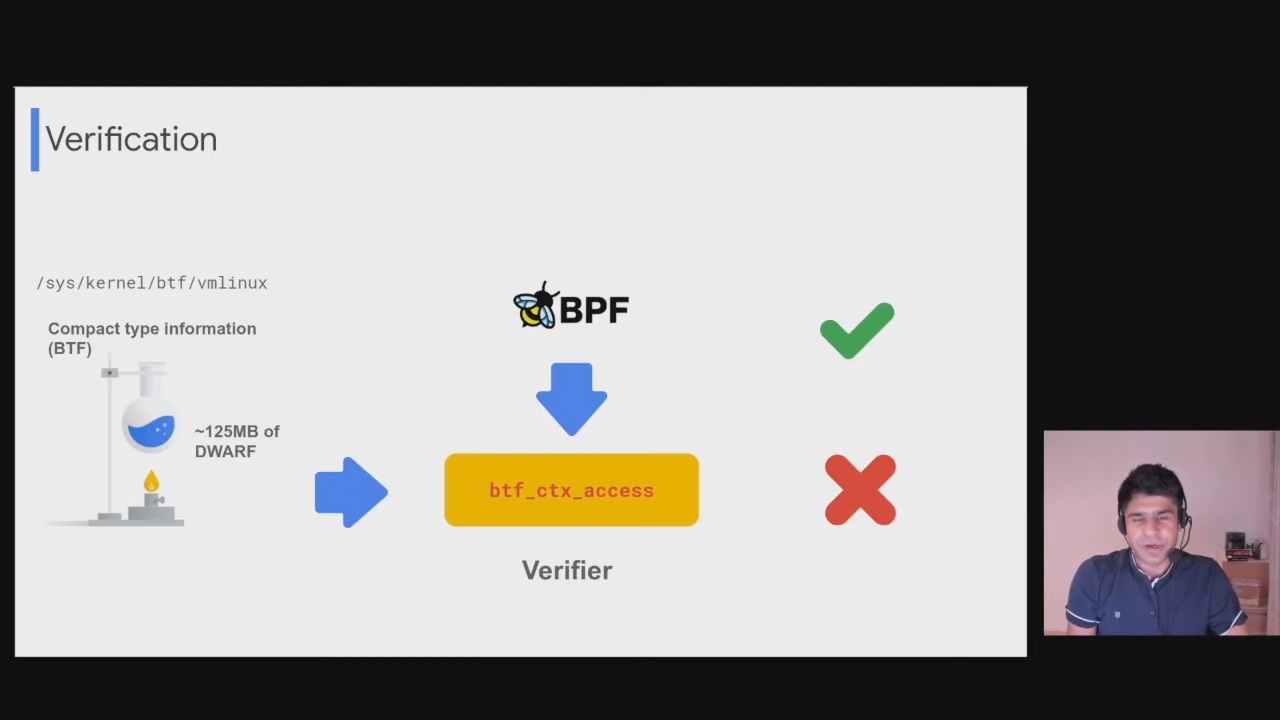 Verification
/sys/kernel/btf/vmlinux
Compact type information
(BTF)
~125MB of
DWARF
BPF
btf_ctx_access
Verifier